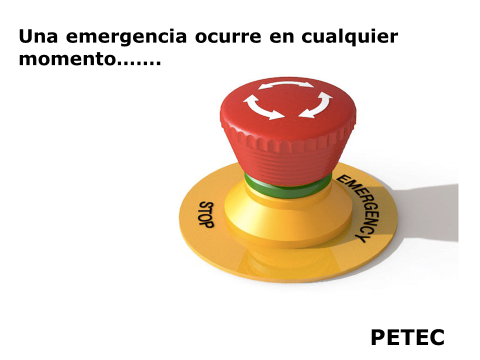 Una emergencia ocurre en cualquier
momento.......
EMERGENCY
STOP
PETEC